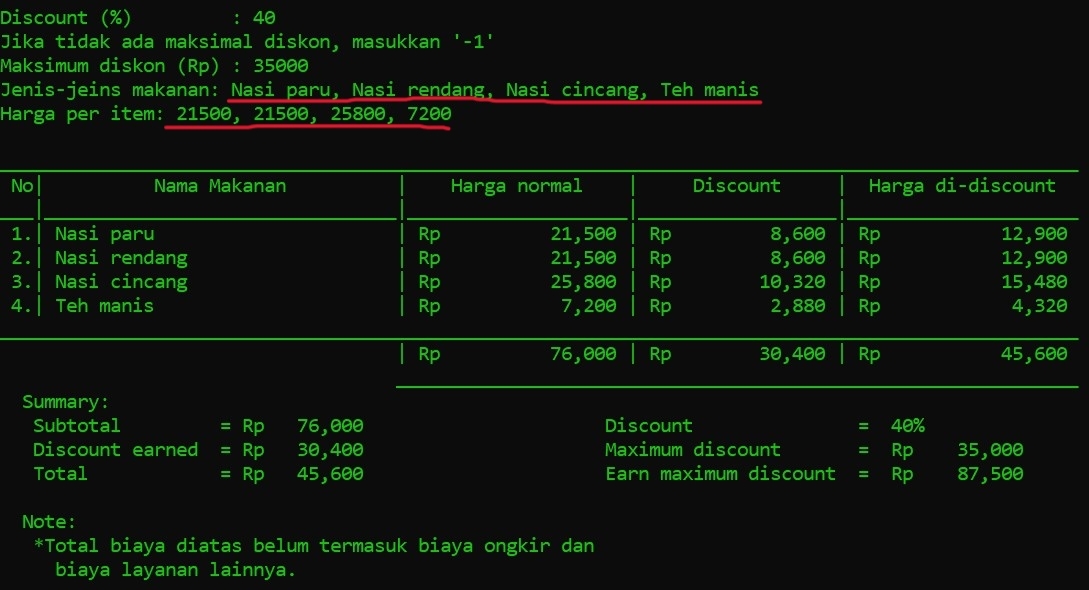 Discount (%) : 40
Jika tidak ada maksimal diskon, masukkan '-1'
Maksimum diskon (Rp) : 35000
Jenis-jeins makanan: Nasi paru, Nasi rendang, Nasi cincang, Teh manis
Harga per item: 21500, 21500, 25800, 7200
No| Nama Makanan | Harga normal | Discount | Harga di-discount
1.| Nasi paru | Rp 21,500 | Rp 8,600 | Rp 12,900
2.| Nasi rendang | Rp 21,500 | Rp 8,600 | Rp 12,900
3.| Nasi cincang | Rp 25,800 | Rp 10,320 | Rp 15,480
4.| Teh manis | Rp 7,200 | Rp 2,880 | Rp 4,320
| Rp 76,000 | Rp 30,400 | Rp 45,600
Summary:
Subtotal = Rp 76,000 Discount = 40%
Discount earned = Rp 30,400 Maximum discount = Rp 35,000
Total = Rp 45,600 Earn maximum discount = Rp 87,500
Note:
*Total biaya diatas belum termasuk biaya ongkir dan
biaya layanan lainnya.